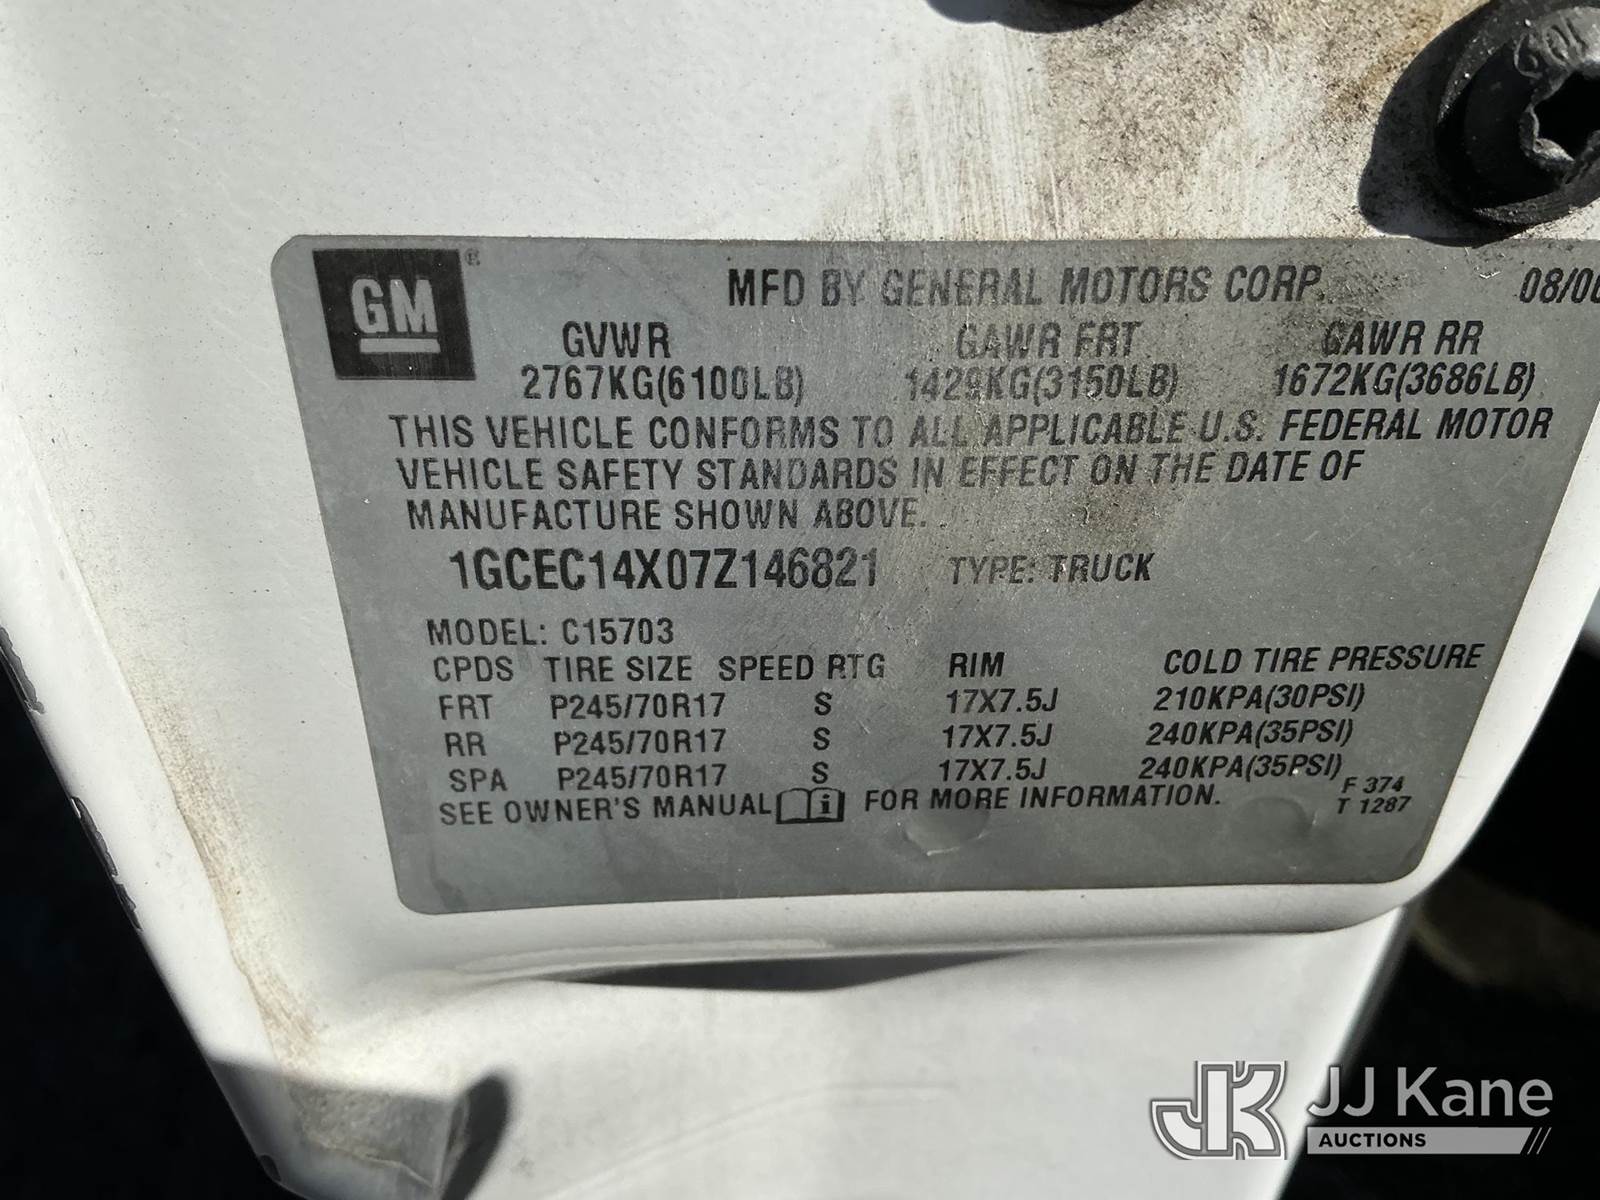 GM ®
MFD BY GENERAL MOTORS CORP. 08/0
GVWR GAWR FRT GAWR RR
2767KG(6100LB) 1429KG(3150LB) 1672KG(3686LB)
THIS VEHICLE CONFORMS TO ALL APPLICABLE U.S. FEDERAL MOTOR
VEHICLE SAFETY STANDARDS IN EFFECT ON THE DATE OF
MANUFACTURE SHOWN ABOVE.
1GCEC14X07Z146821 TYPE: TRUCK
MODEL: C15703
CPDS TIRE SIZE SPEED RTG RIM COLD TIRE PRESSURE
FRT P245/70R17 S 17X7.5J 210KPA(30PSI)
RR P245/70R17 S 17X7.5J 240KPA(35PSI)
SPA P245/70R17 S 17X7.5J 240KPA(35PSI)
SEE OWNER'S MANUAL i FOR MORE INFORMATION. F 374
T 1287
JK JJ Kane
AUCTIONS